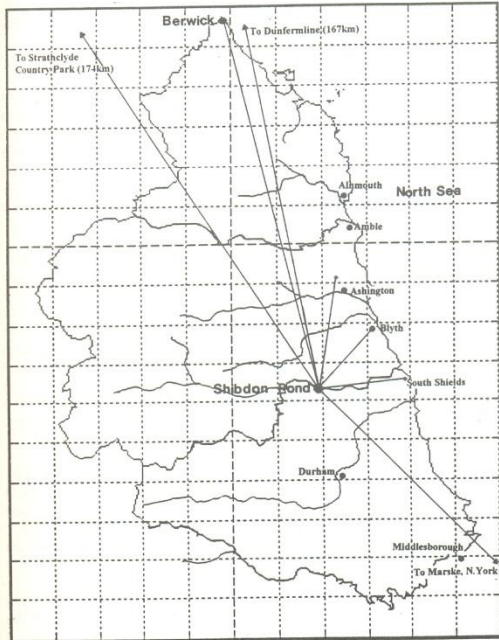 Berwick
To Dunfermline (167km)
To Strathclyde
Country Park (174km)
Alnmouth
North Sea
Amble
Ashington
Blyth
Shibdon Pond
South Shields
Durham
Middlesborough
To Marske, N.York